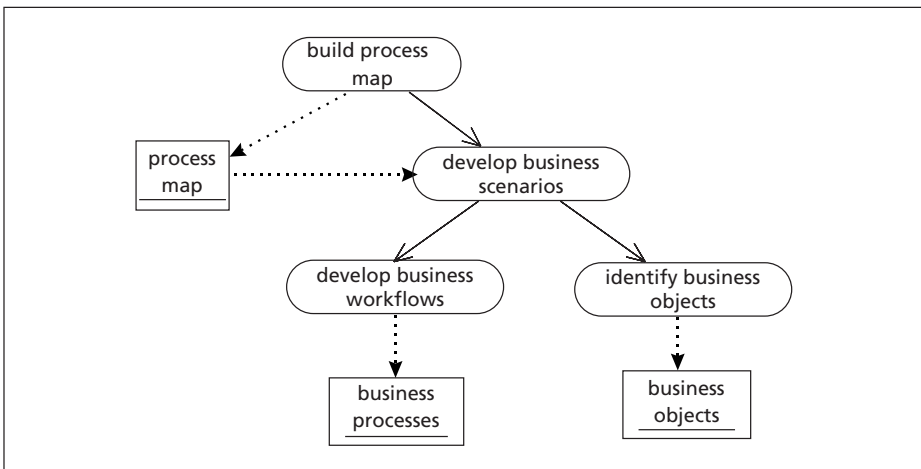 build process
map
process
map
develop business
scenarios
develop business
workflows
identify business
objects
business
processes
business
objects